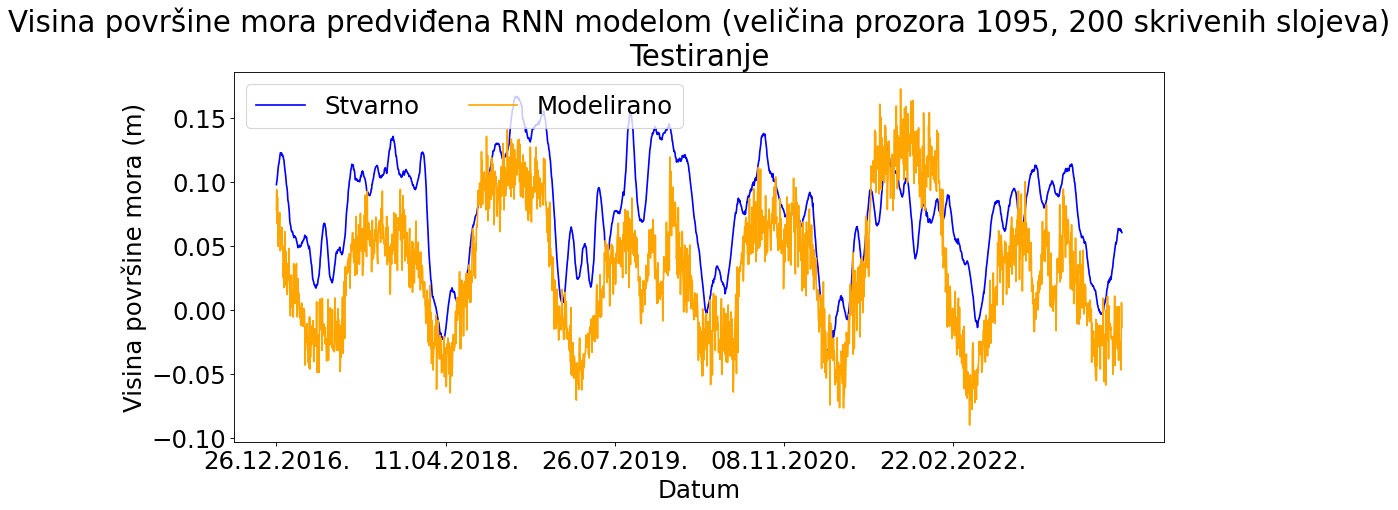 Visina površine mora predviđena RNN modelom (veličina prozora 1095, 200 skrivenih slojeva)
Testiranje
Stvarno Modelirano
Visina površine mora (m)
0.15
0.10
0.05
0.00
−0.05
−0.10
26.12.2016. 11.04.2018. 26.07.2019. 08.11.2020. 22.02.2022.
Datum